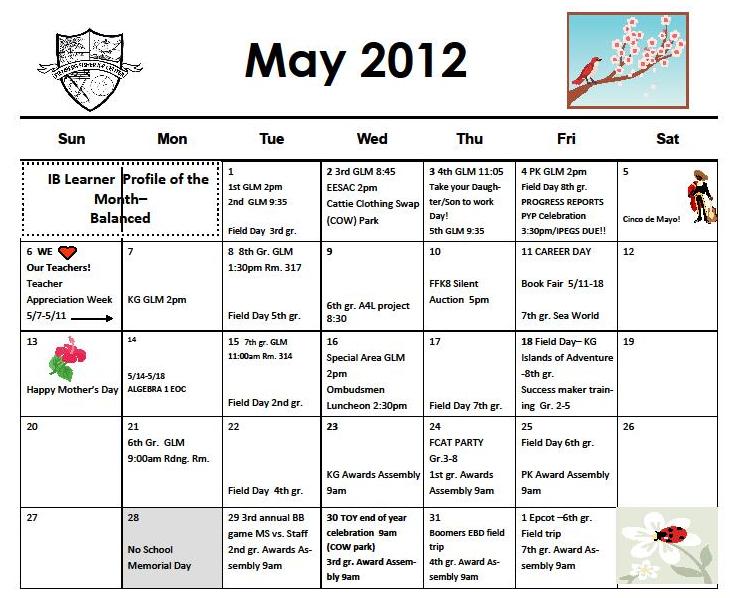 May 2012
Sun Mon Tue Wed Thu Fri Sat
IB Learner Profile of the
Month–
Balanced
1
1st GLM 2pm
2nd GLM 9:35
Field Day 3rd gr.
2 3rd GLM 8:45
EESAC 2pm
Cattie Clothing Swap
(COW) Park
3 4th GLM 11:05
Take your Daugh-
ter/Son to work
Day!
5th GLM 9:35
4 PK GLM 2pm
Field Day 8th gr.
PROGRESS REPORTS
PYP Celebration
3:30pm/IPEGS DUE!!
5
Cinco de Mayo!
6 WE
Our Teachers!
Teacher
Appreciation Week
5/7-5/11
7
KG GLM 2pm
8 8th Gr. GLM
1:30pm Rm. 317
Field Day 5th gr.
9
6th gr. A4L project
8:30
10
FFK8 Silent
Auction 5pm
11 CAREER DAY
Book Fair 5/11-18
7th gr. Sea World
12
13
Happy Mother's Day
14
5/14-5/18
ALGEBRA 1 EOC
15 7th gr. GLM
11:00am Rm. 314
Field Day 2nd gr.
16
Special Area GLM
2pm
Ombudsmen
Luncheon 2:30pm
17
Field Day 7th gr.
18 Field Day– KG
Islands of Adventure
-8th gr.
Success maker train-
ing Gr. 2-5
19
20
21
6th Gr. GLM
9:00am Rdng. Rm.
22
Field Day 4th gr.
23
KG Awards Assembly
9am
24
FCAT PARTY
Gr.3-8
1st gr. Awards
Assembly 9am
25
Field Day 6th gr.
PK Award Assembly
9am
26
27
28
No School
Memorial Day
29 3rd annual BB
game MS vs. Staff
2nd gr. Awards As-
sembly 9am
30 TOY end of year
celebration 9am
(COW park)
3rd gr. Award Assem-
bly 9am
31
Boomers EBD field
trip
4th gr. Award As-
sembly 9am
1 Epcot –6th gr.
Field trip
7th gr. Award As-
sembly 9am